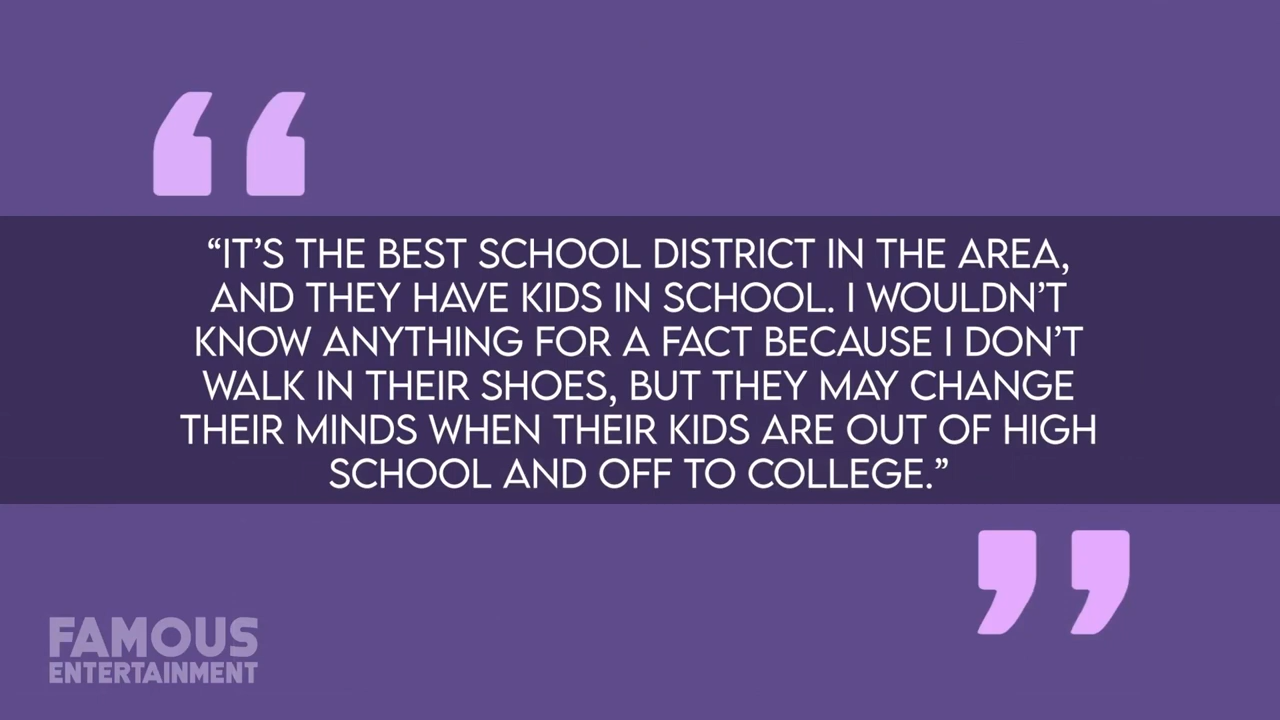 “IT’S THE BEST SCHOOL DISTRICT IN THE AREA,
AND THEY HAVE KIDS IN SCHOOL. I WOULDN’T
KNOW ANYTHING FOR A FACT BECAUSE I DON’T
WALK IN THEIR SHOES, BUT THEY MAY CHANGE
THEIR MINDS WHEN THEIR KIDS ARE OUT OF HIGH
SCHOOL AND OFF TO COLLEGE.”
FAMOUS
ENTERTAINMENT